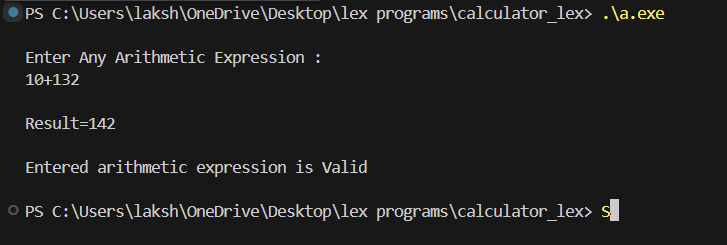 PS C:\Users\laksh\OneDrive\Desktop\lex programs\calculator_lex> .\a.exe
Enter Any Arithmetic Expression :
10+132
Result=142
Entered arithmetic expression is Valid
PS C:\Users\laksh\OneDrive\Desktop\lex programs\calculator_lex> S